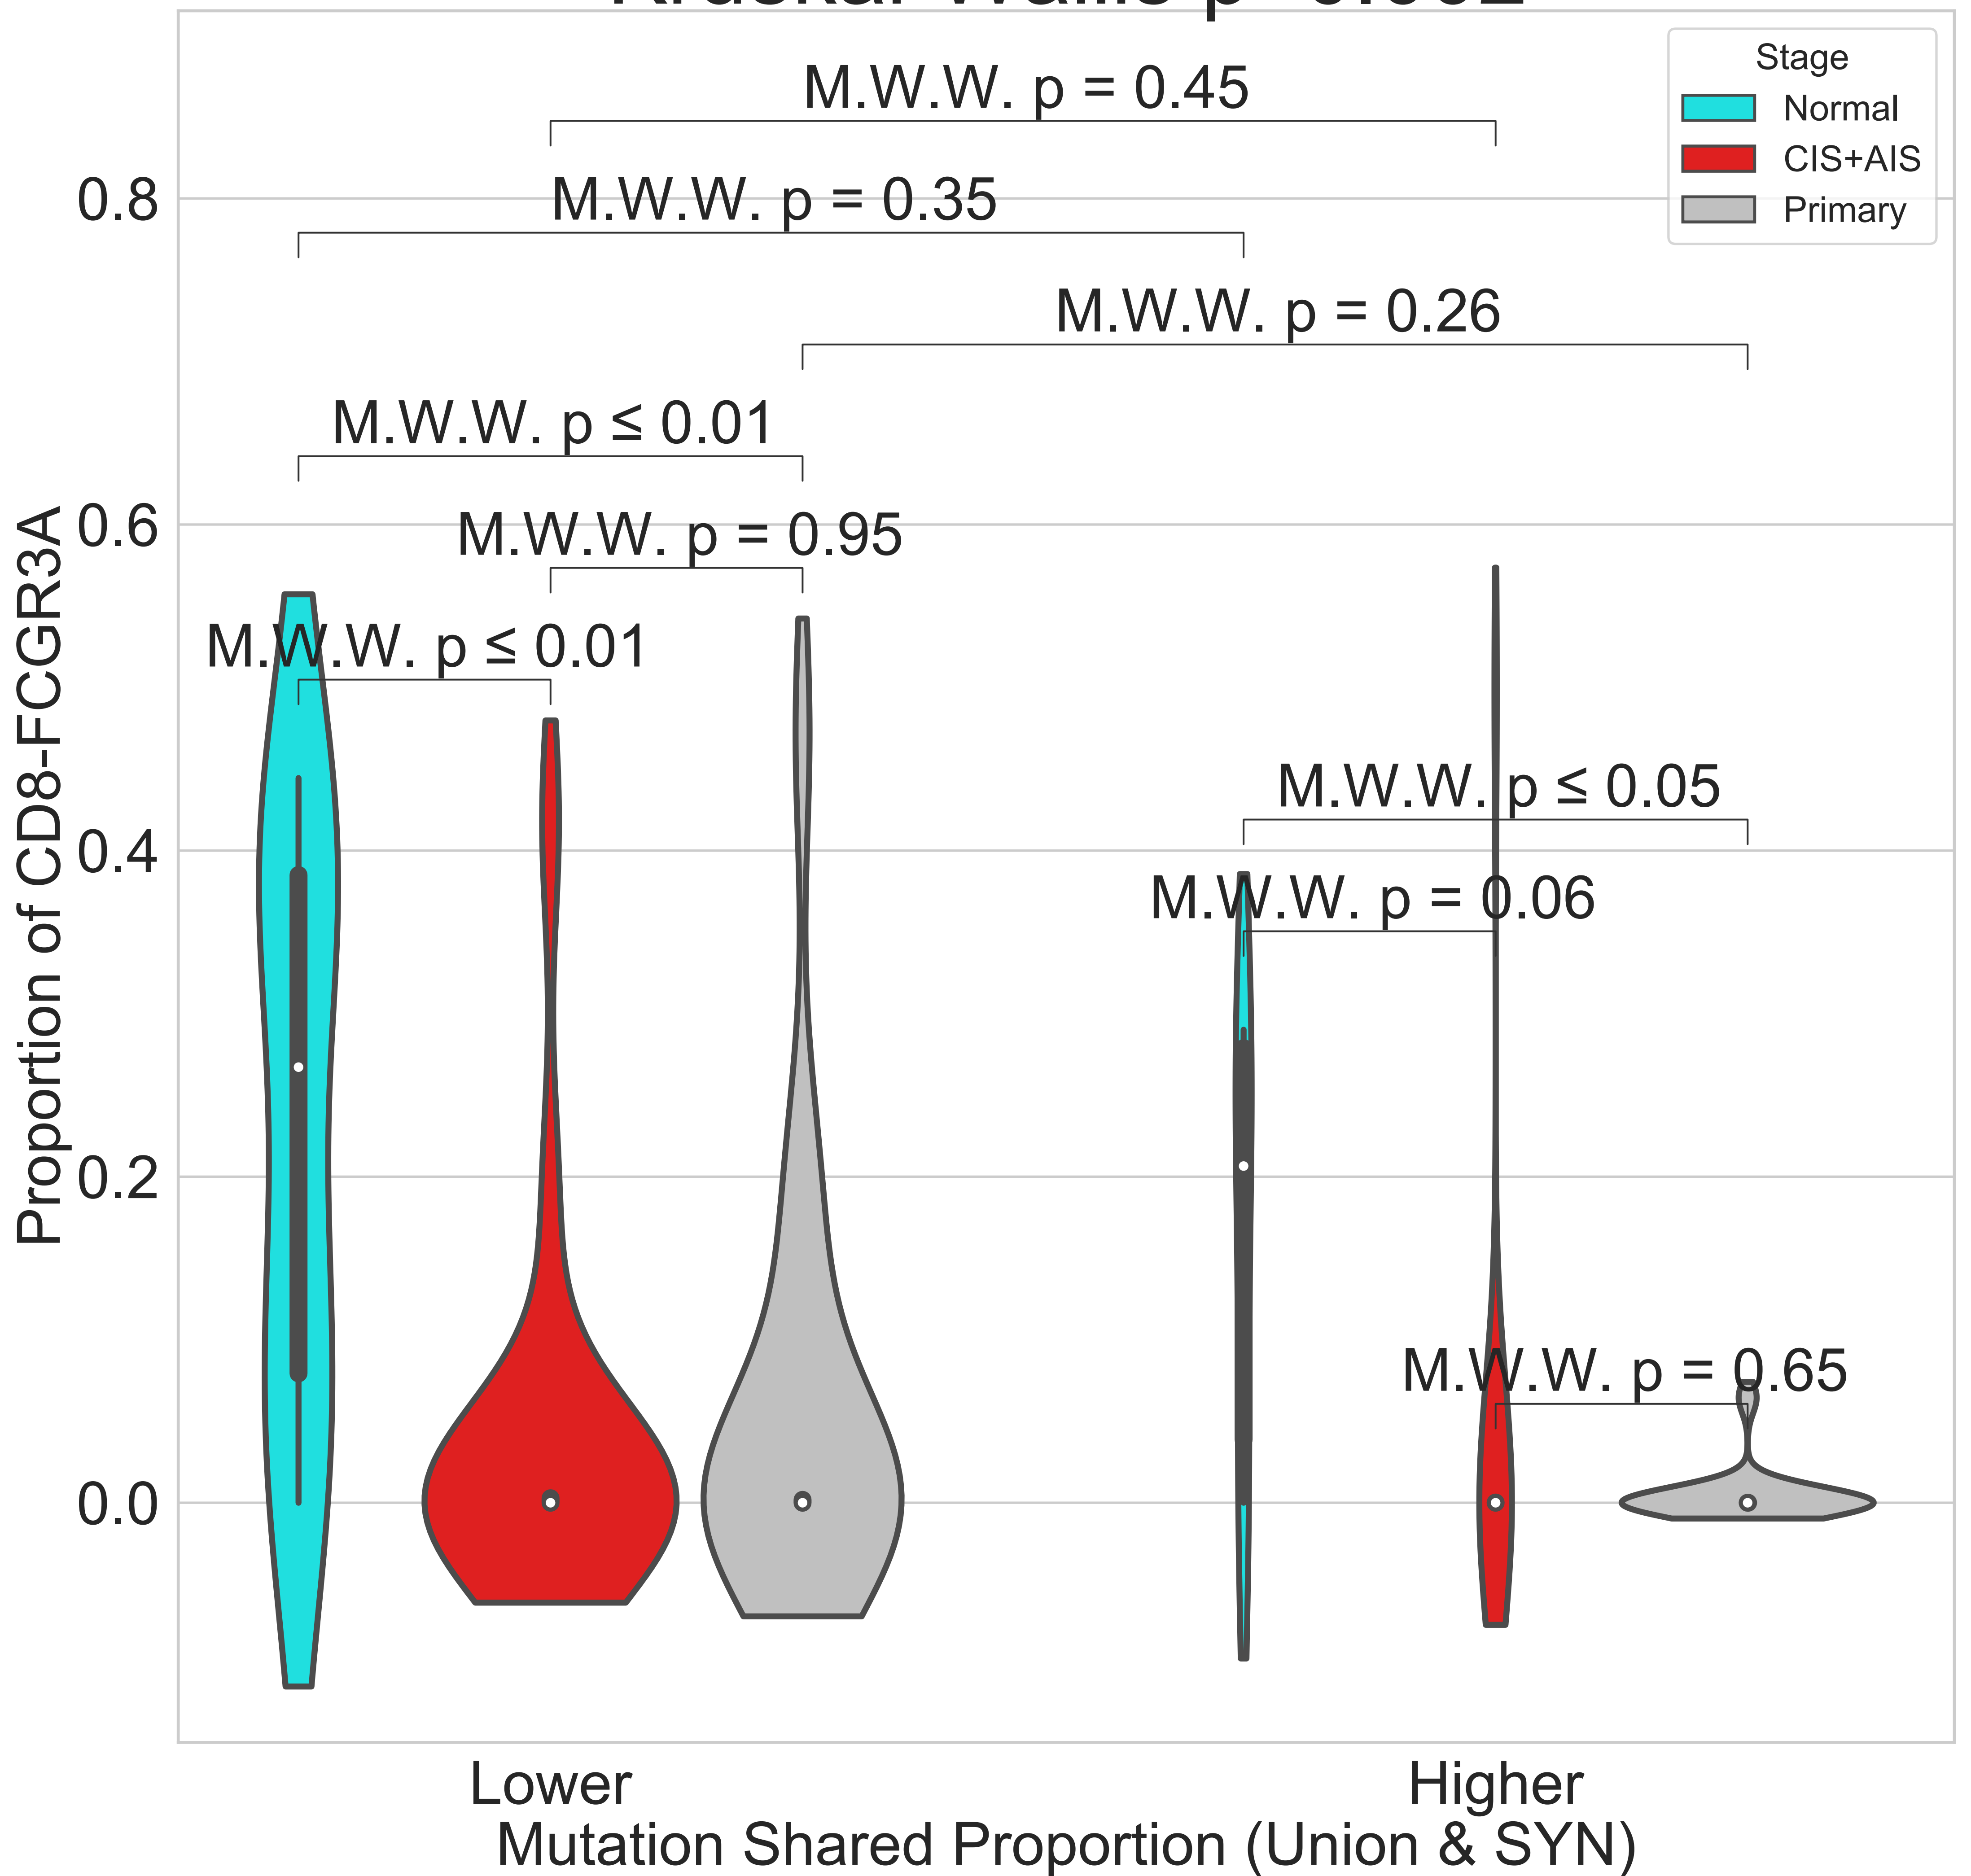 Stage
Normal
CIS+AIS
Primary
M.W.W. p = 0.45
M.W.W. p = 0.35
M.W.W. p = 0.26
M.W.W. p ≤ 0.01
M.W.W. p = 0.95
M.W.W. p ≤ 0.01
M.W.W. p ≤ 0.05
M.W.W. p = 0.06
M.W.W. p = 0.65
0.8
0.6
0.4
0.2
0.0
Proportion of CD8-FCGR3A
Lower
Higher
Mutation Shared Proportion (Union & SYN)